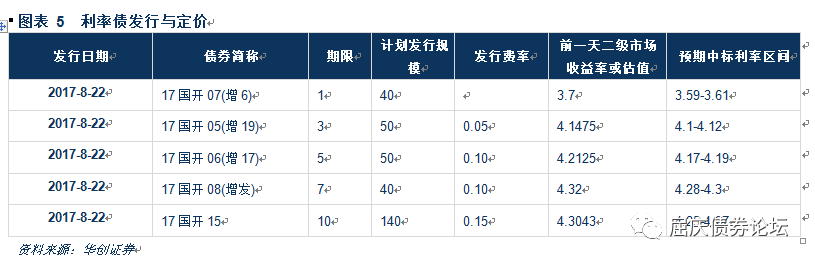 图表 5 利率债发行与定价
发行日期 债券简称 期限 计划发行规模 发行费率 前一天二级市场收益率或估值 预期中标利率区间
2017-8-22 17 国开 07(增 6) 1 40 3.7 3.59-3.61
2017-8-22 17 国开 05(增 19) 3 50 0.05 4.1475 4.1-4.12
2017-8-22 17 国开 06(增 17) 5 50 0.10 4.2125 4.17-4.19
2017-8-22 17 国开 08(增发) 7 40 0.10 4.32 4.28-4.3
2017-8-22 17 国开 15 10 140 0.15 4.3043
屈庆债券论坛
资料来源：华创证券